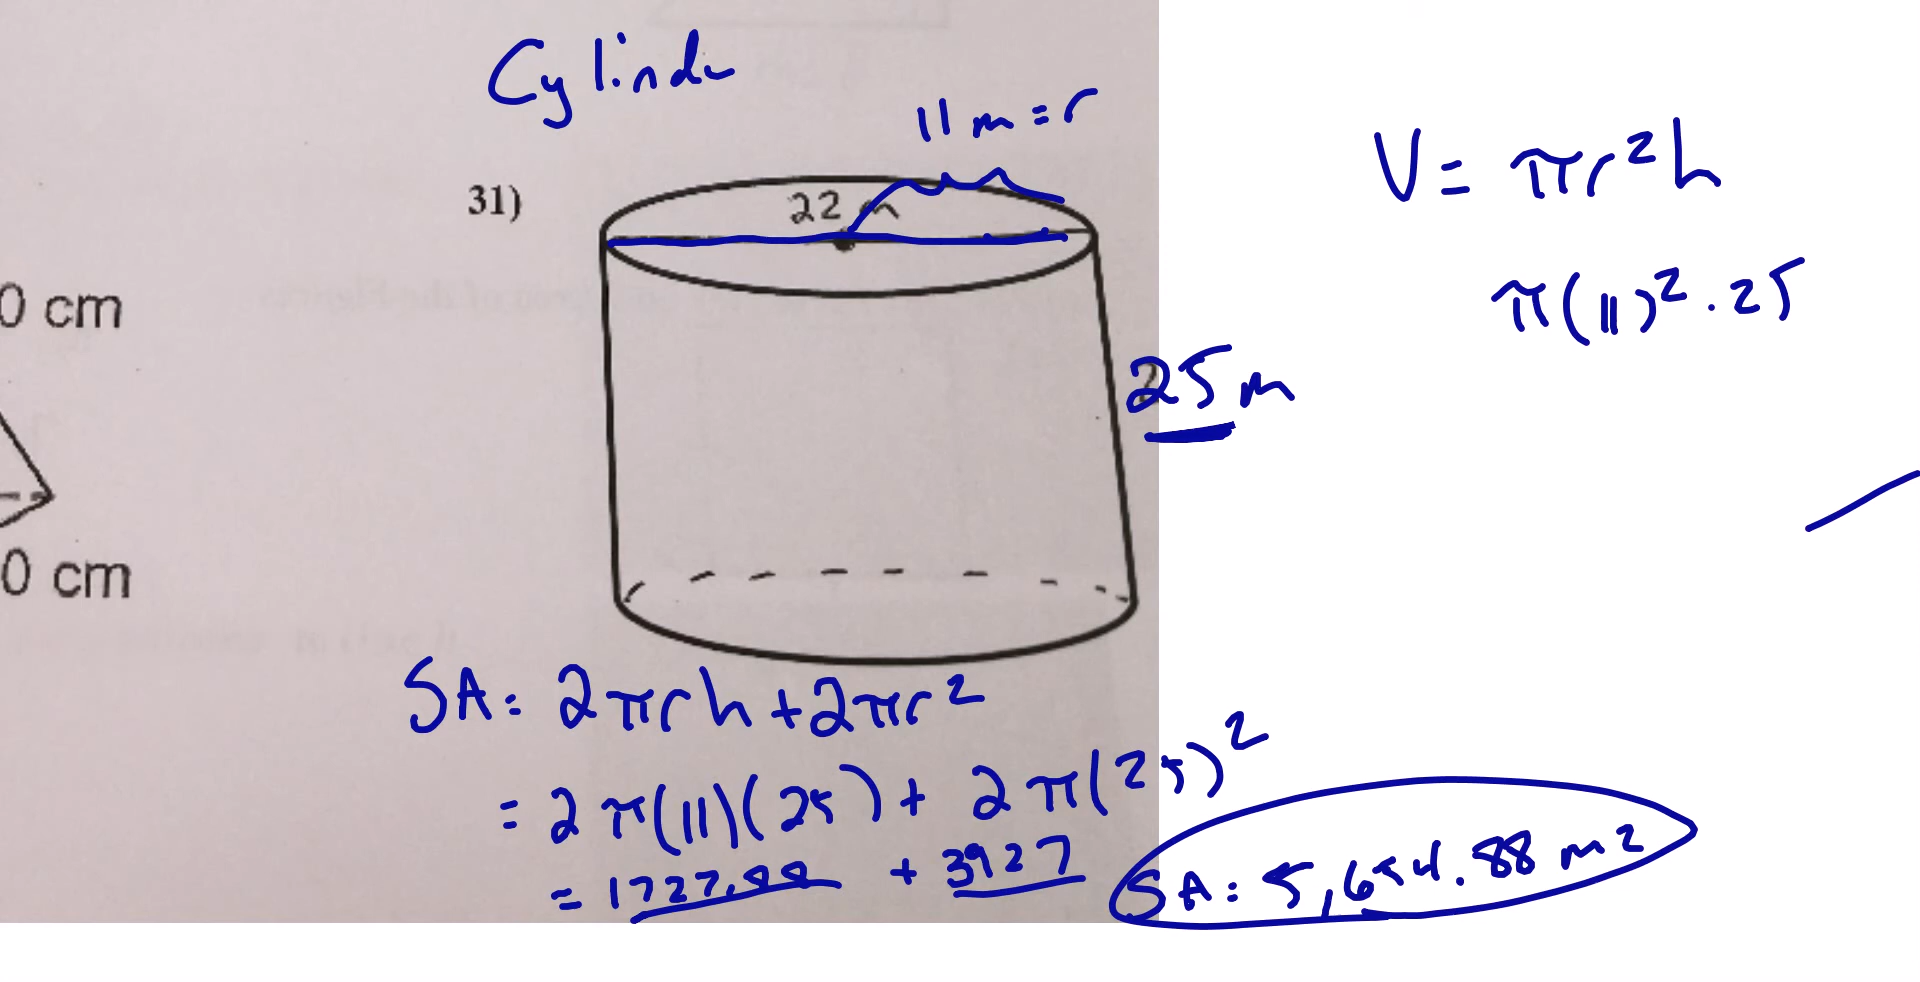 Cylinde
11 m = r
31)
22 m
V = πr²h
0 cm
π(11)² · 25
25 m
0 cm
SA: 2πrh + 2πr²
= 2π(11)(25) + 2π(25)²
= 1727.88 + 3927
SA: 5,654.88 m2